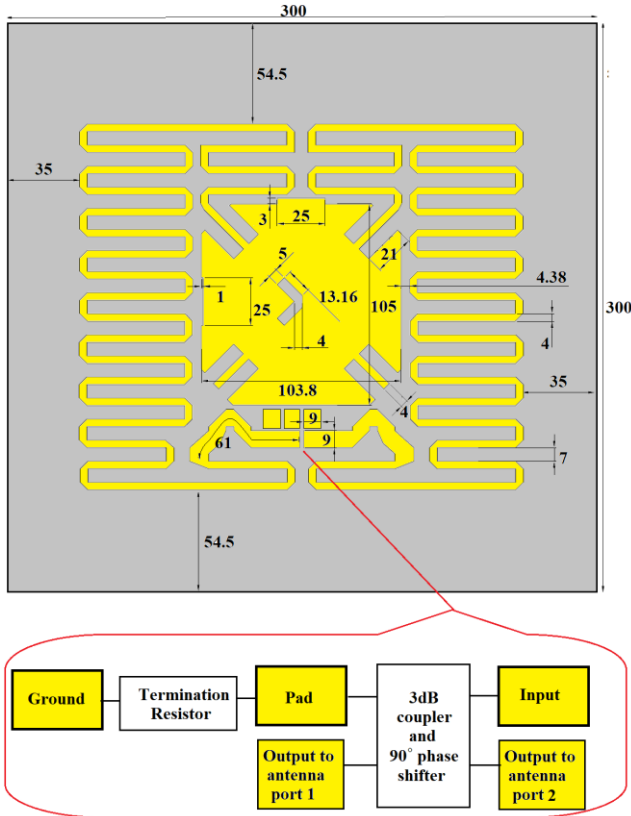 300
54.5
35
3
25
21
5
4.38
1
25
13.16
105
300
4
4
103.8
35
4
9
61
9
7
54.5
Ground
Termination
Resistor
Pad
3dB
coupler
and
90° phase
shifter
Input
Output to
antenna
port 1
Output to
antenna
port 2